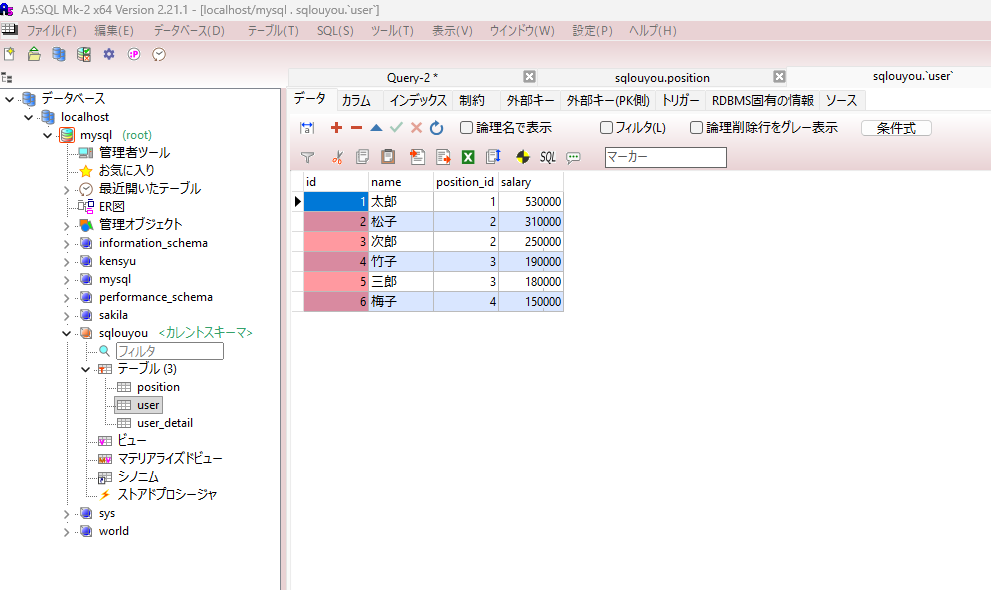 A5:SQL Mk-2 x64 Version 2.21.1 - [localhost/mysql . sqlouyou.`user`]
ファイル(F) 編集(E) データベース(D) テーブル(T) SQL(S) ツール(T) 表示(V) ウインドウ(W) 設定(P) ヘルプ(H)
Query-2 * sqlouyou.position sqlouyou.`user`
データ カラム インデックス 制約 外部キー 外部キー(PK側) トリガー RDBMS固有の情報 ソース
論理名で表示 フィルタ(L) 論理削除行をグレー表示 条件式
SQL マーカー
データベース
localhost
mysql (root)
管理者ツール
お気に入り
最近開いたテーブル
ER図
管理オブジェクト
information_schema
kensyu
mysql
performance_schema
sakila
sqlouyou <カレントスキーマ>
フィルタ
テーブル (3)
position
user
user_detail
ビュー
マテリアライズドビュー
シノニム
ストアドプロシージャ
sys
world
id name position_id salary
1 太郎 1 530000
2 松子 2 310000
3 次郎 2 250000
4 竹子 3 190000
5 三郎 3 180000
6 梅子 4 150000